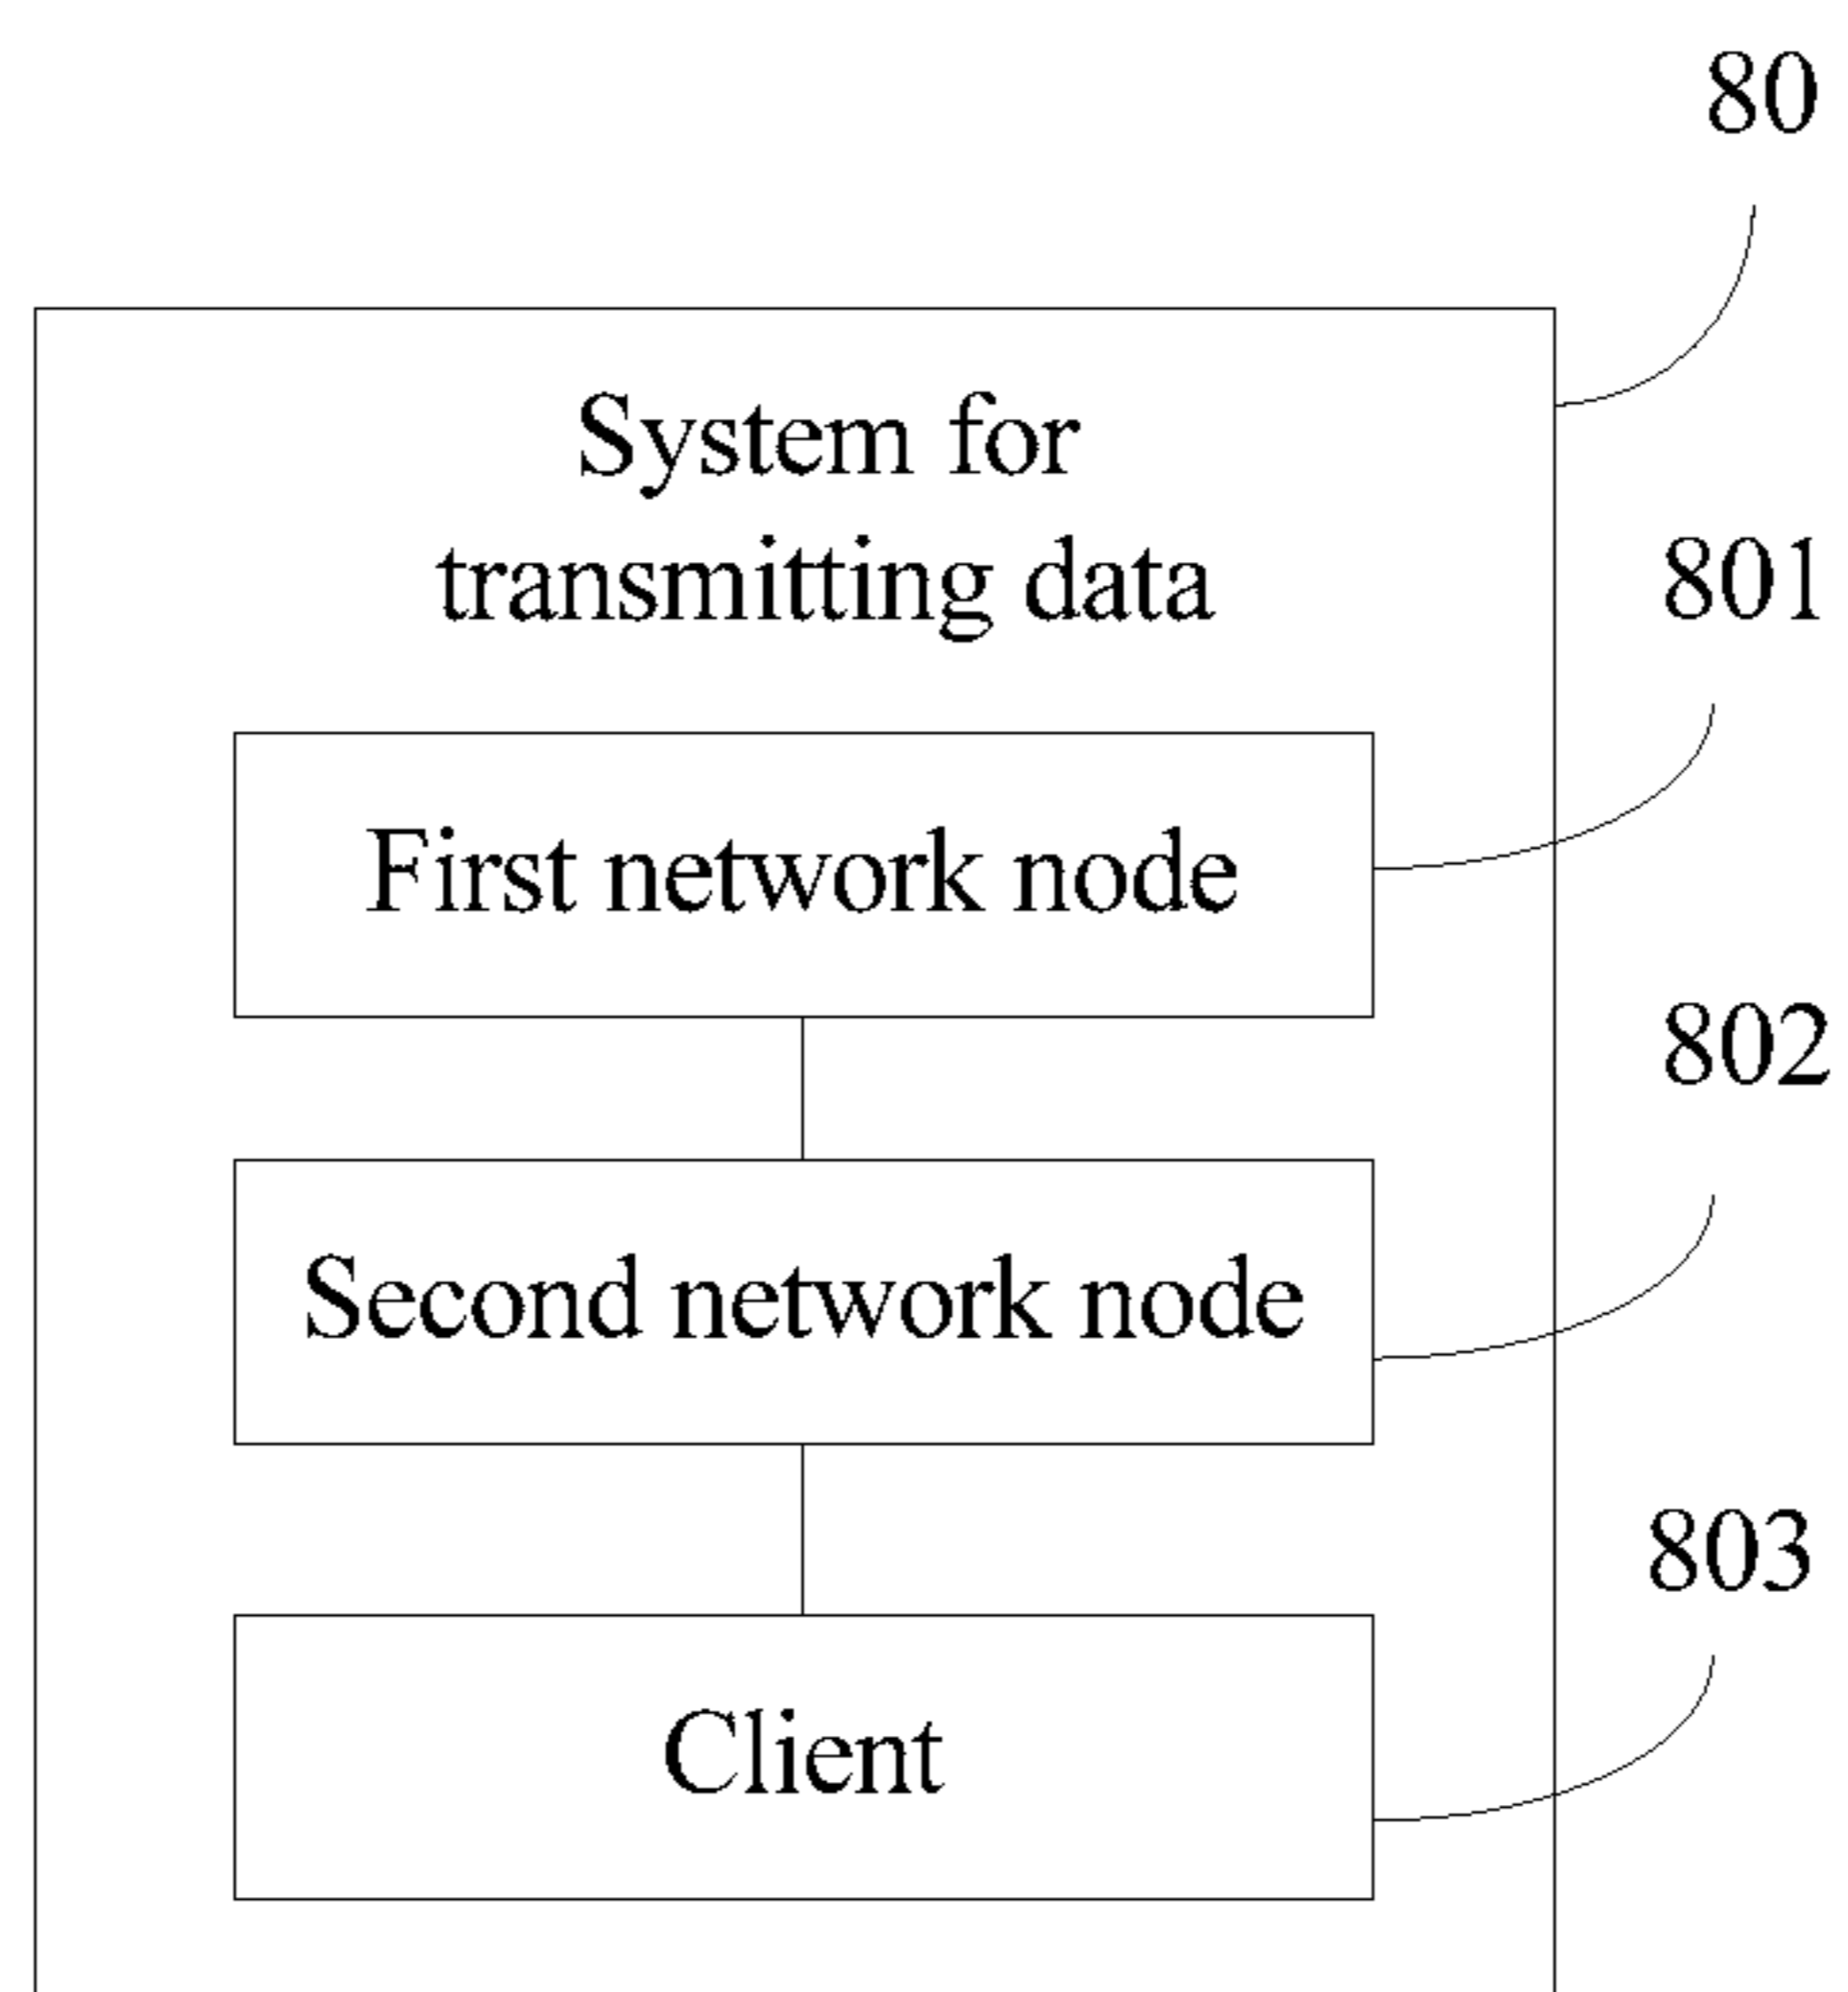 80
System for
transmitting data
801
First network node
802
Second network node
803
Client